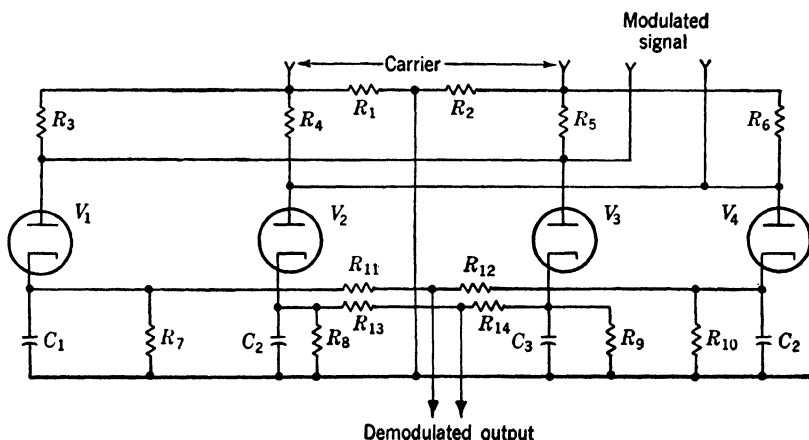 Modulated
signal
Carrier
R1 R2
R3 R4 R5 R6
V1 V2 V3 V4
R11 R12
R13 R14
C1 R7 C2 R8 C3 R9 R10 C2
Demodulated output